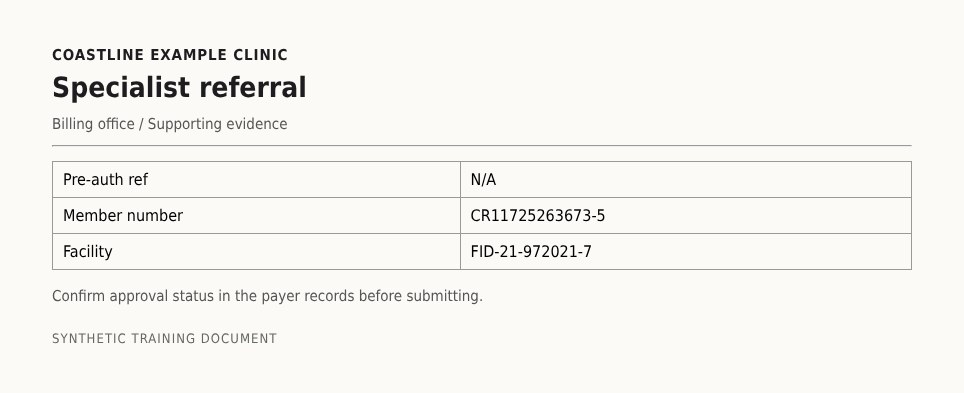 COASTLINE EXAMPLE CLINIC
Specialist referral
Billing office / Supporting evidence
Pre-auth ref N/A
Member number CR11725263673-5
Facility FID-21-972021-7
Confirm approval status in the payer records before submitting.
SYNTHETIC TRAINING DOCUMENT